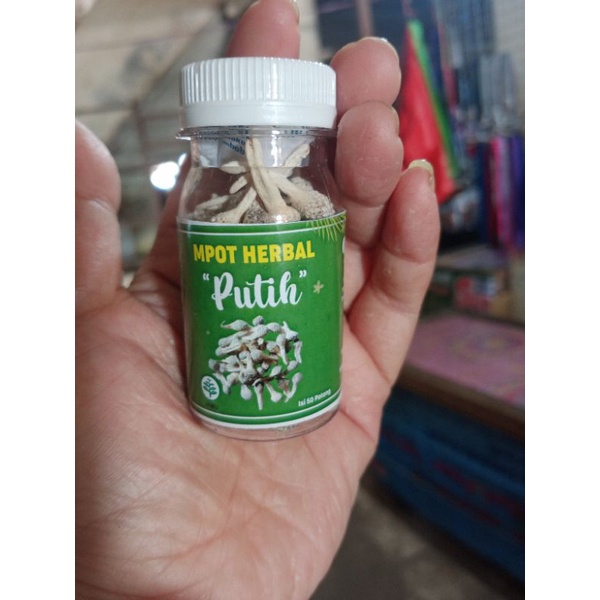 MPOT HERBAL
"Putih"
Isi 50 Potong